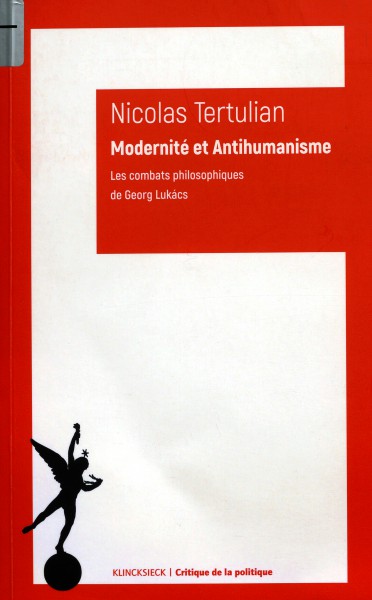 Nicolas Tertulian
Modernité et Antihumanisme
Les combats philosophiques
de Georg Lukács
KLINCKSIECK | Critique de la politique